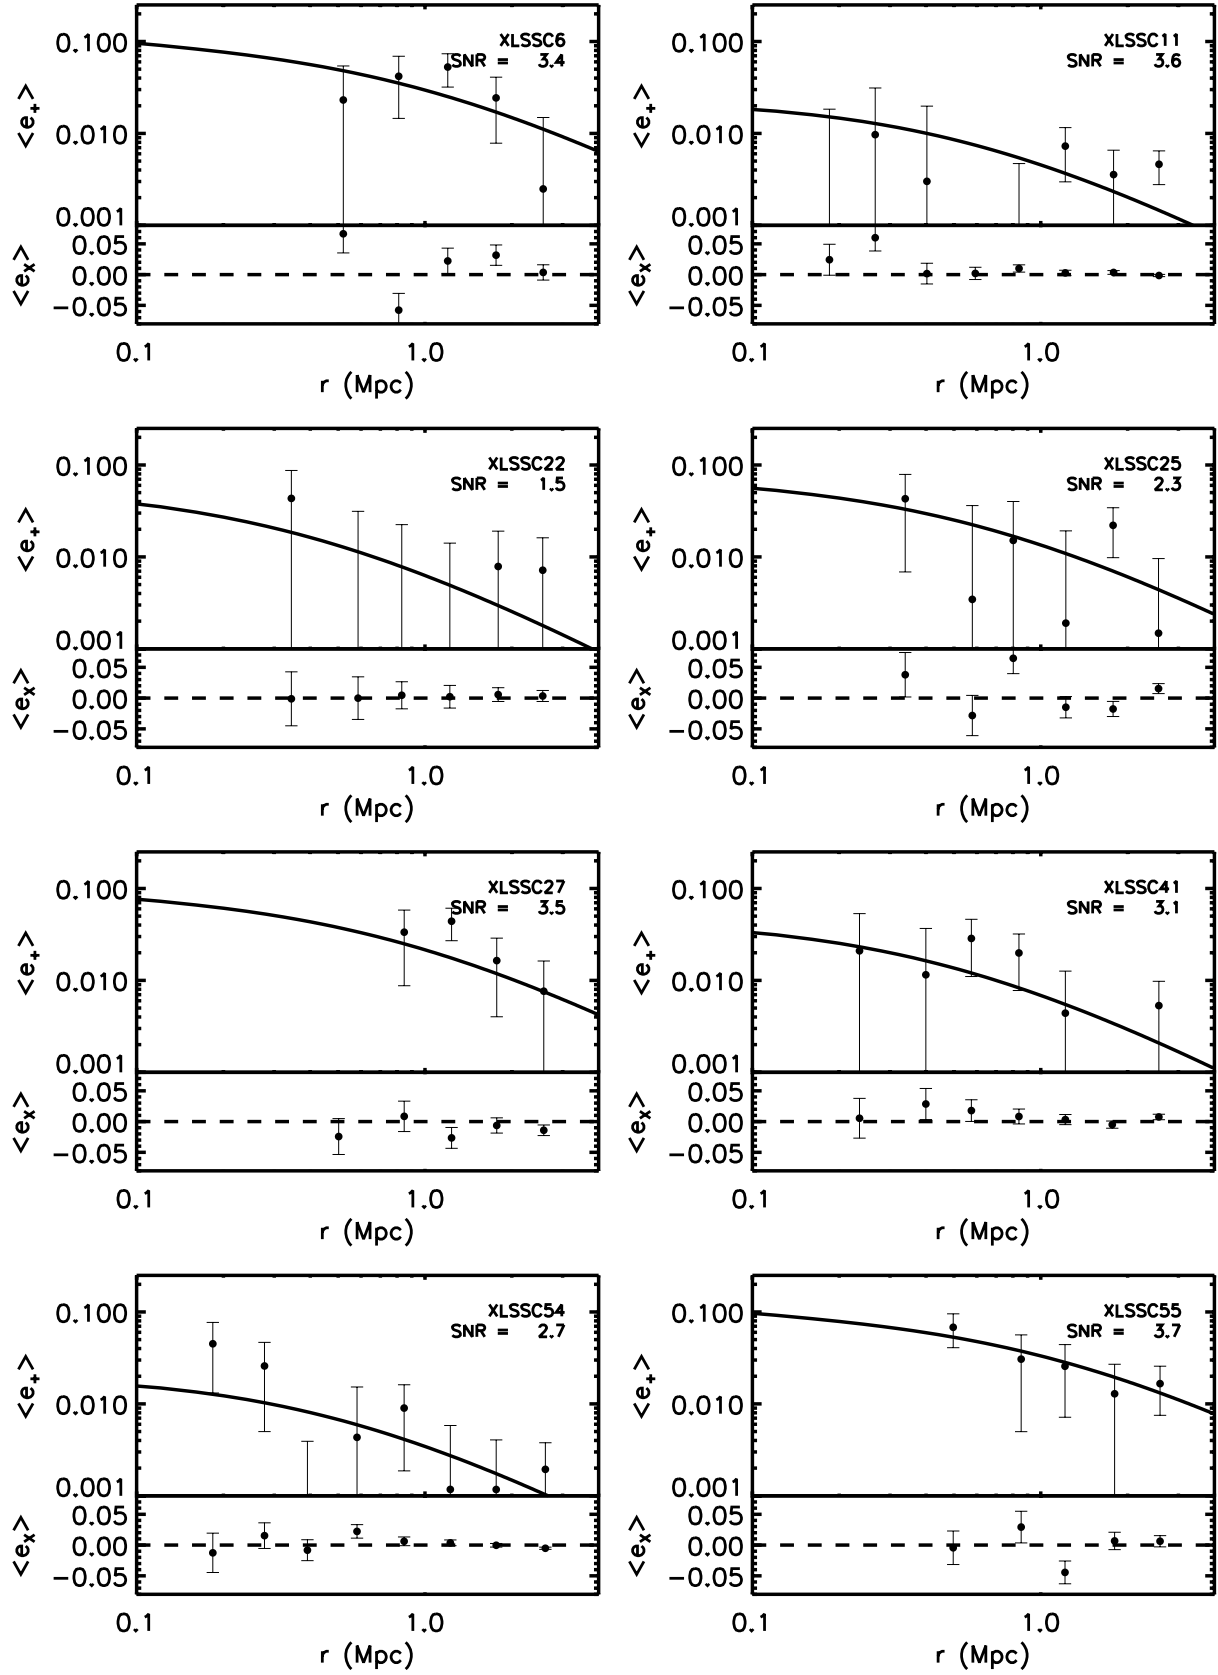 XLSSC6
SNR = 3.4
<e+>
0.100
0.010
0.001
<ex>
0.05
0.00
−0.05
0.1 1.0
r (Mpc)
XLSSC11
SNR = 3.6
<e+>
0.100
0.010
0.001
<ex>
0.05
0.00
−0.05
0.1 1.0
r (Mpc)
XLSSC22
SNR = 1.5
<e+>
0.100
0.010
0.001
<ex>
0.05
0.00
−0.05
0.1 1.0
r (Mpc)
XLSSC25
SNR = 2.3
<e+>
0.100
0.010
0.001
<ex>
0.05
0.00
−0.05
0.1 1.0
r (Mpc)
XLSSC27
SNR = 3.5
<e+>
0.100
0.010
0.001
<ex>
0.05
0.00
−0.05
0.1 1.0
r (Mpc)
XLSSC41
SNR = 3.1
<e+>
0.100
0.010
0.001
<ex>
0.05
0.00
−0.05
0.1 1.0
r (Mpc)
XLSSC54
SNR = 2.7
<e+>
0.100
0.010
0.001
<ex>
0.05
0.00
−0.05
0.1 1.0
r (Mpc)
XLSSC55
SNR = 3.7
<e+>
0.100
0.010
0.001
<ex>
0.05
0.00
−0.05
0.1 1.0
r (Mpc)